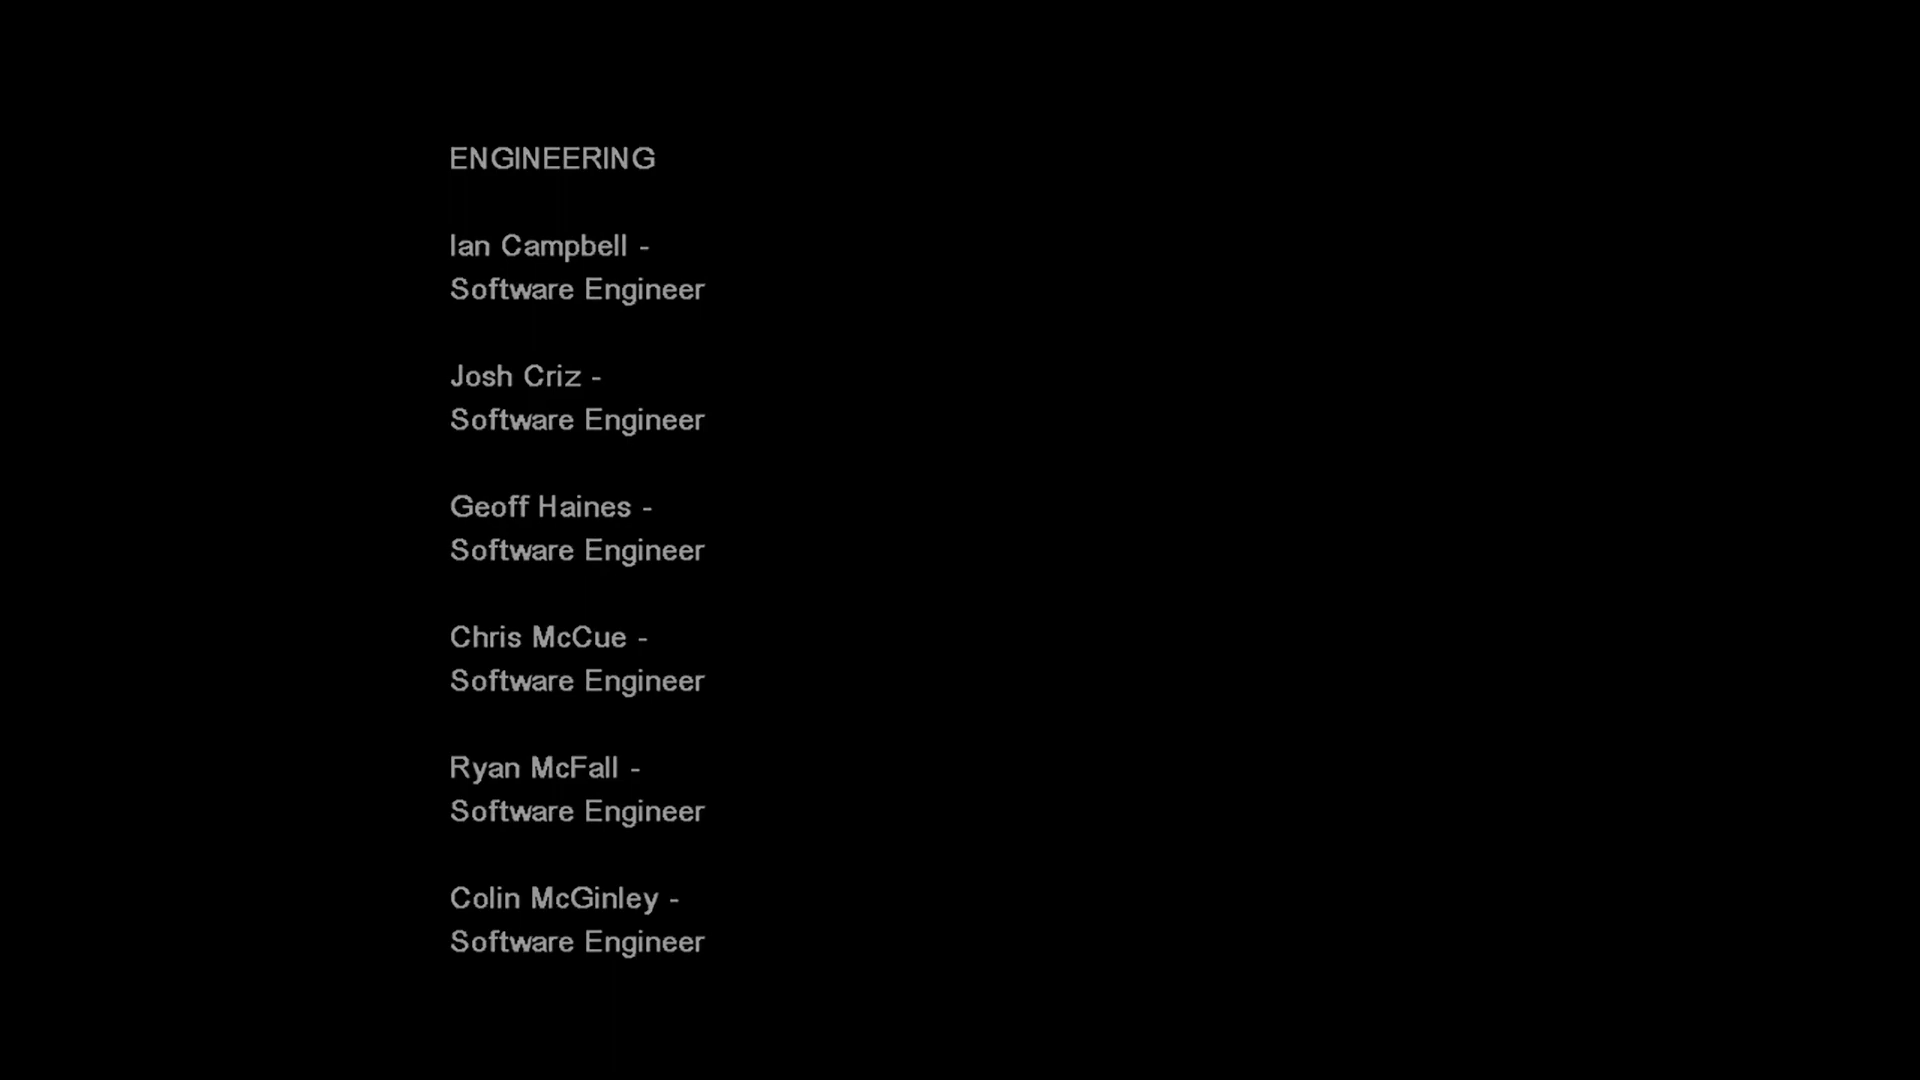 ENGINEERING
Ian Campbell -
Software Engineer
Josh Criz -
Software Engineer
Geoff Haines -
Software Engineer
Chris McCue -
Software Engineer
Ryan McFall -
Software Engineer
Colin McGinley -
Software Engineer